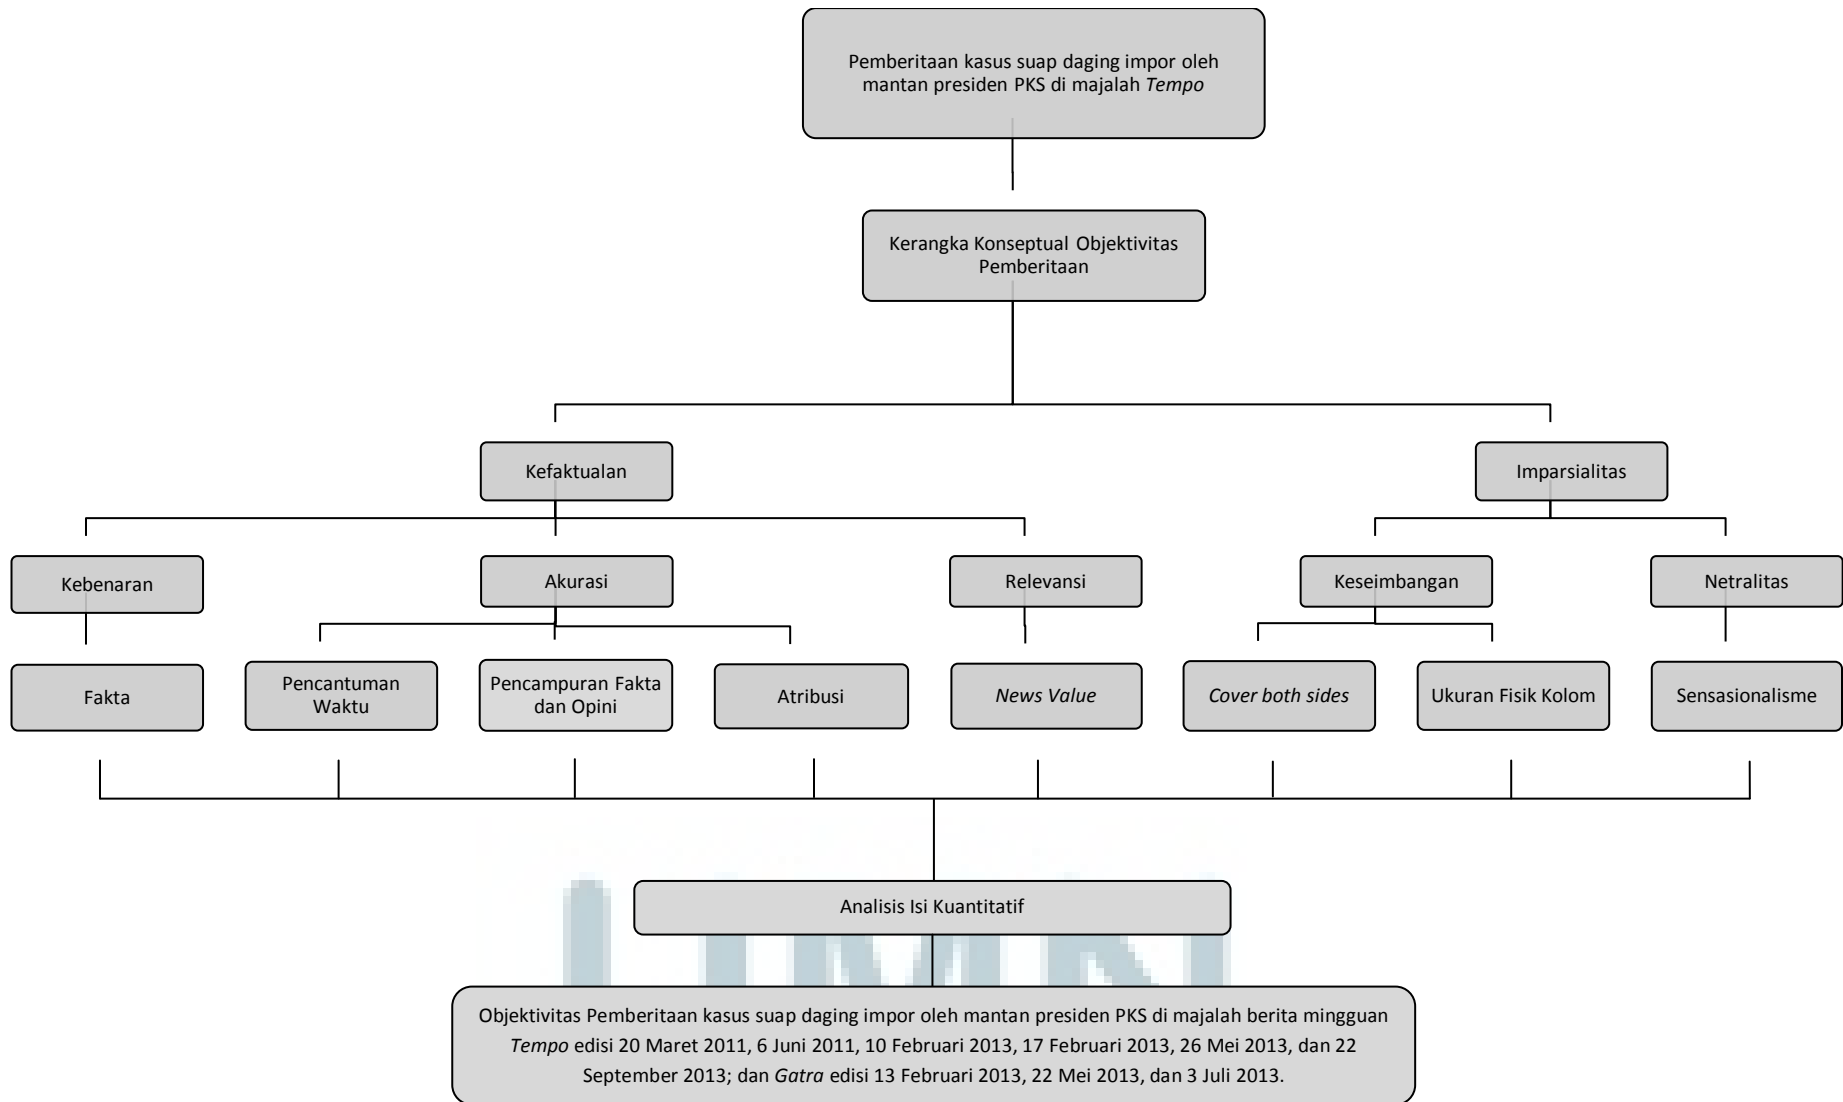 Pemberitaan kasus suap daging impor oleh
mantan presiden PKS di majalah Tempo
Kerangka Konseptual Objektivitas
Pemberitaan
Kefaktualan
Imparsialitas
Kebenaran
Akurasi
Relevansi
Keseimbangan
Netralitas
Fakta
Pencantuman
Waktu
Pencampuran Fakta
dan Opini
Atribusi
News Value
Cover both sides
Ukuran Fisik Kolom
Sensasionalisme
Analisis Isi Kuantitatif
Objektivitas Pemberitaan kasus suap daging impor oleh mantan presiden PKS di majalah berita mingguan
Tempo edisi 20 Maret 2011, 6 Juni 2011, 10 Februari 2013, 17 Februari 2013, 26 Mei 2013, dan 22
September 2013; dan Gatra edisi 13 Februari 2013, 22 Mei 2013, dan 3 Juli 2013.